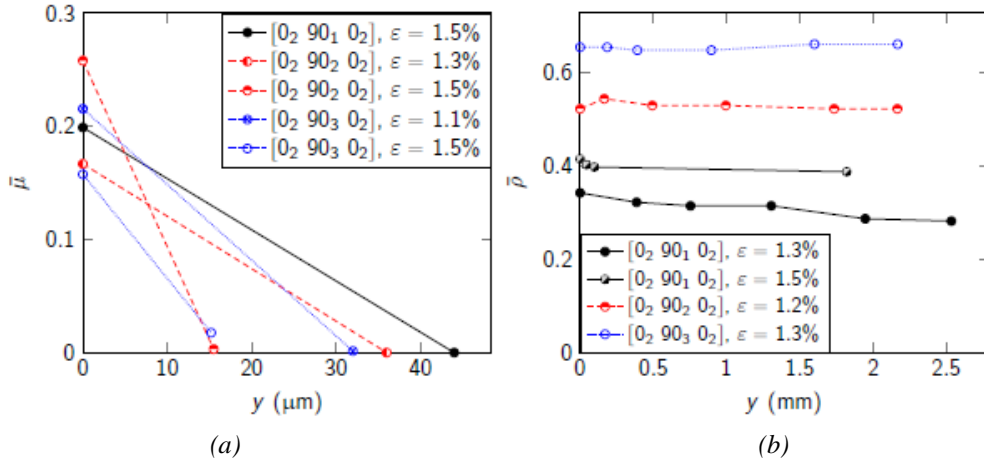 0.3
0.2
0.1
0
μ̄
[0₂ 90₁ 0₂], ε = 1.5%
[0₂ 90₂ 0₂], ε = 1.3%
[0₂ 90₂ 0₂], ε = 1.5%
[0₂ 90₃ 0₂], ε = 1.1%
[0₂ 90₃ 0₂], ε = 1.5%
0 10 20 30 40
y (μm)
(a)
0.6
0.4
0.2
0
ρ̄
[0₂ 90₁ 0₂], ε = 1.3%
[0₂ 90₁ 0₂], ε = 1.5%
[0₂ 90₂ 0₂], ε = 1.2%
[0₂ 90₃ 0₂], ε = 1.3%
0 0.5 1 1.5 2 2.5
y (mm)
(b)